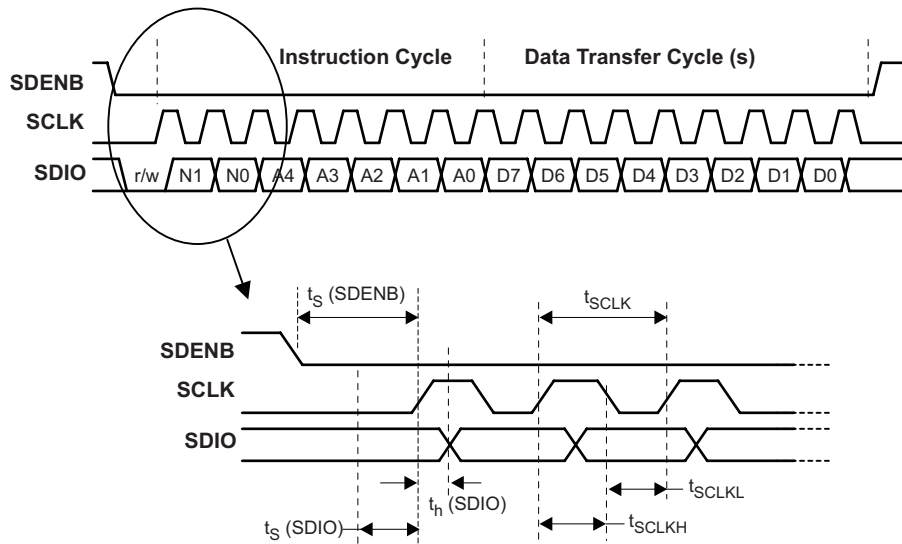 Instruction Cycle Data Transfer Cycle (s)
SDENB
SCLK
SDIO r/w N1 N0 A4 A3 A2 A1 A0 D7 D6 D5 D4 D3 D2 D1 D0
tS (SDENB) tSCLK
SDENB
SCLK
SDIO
th (SDIO) tSCLKL
tS (SDIO) tSCLKH